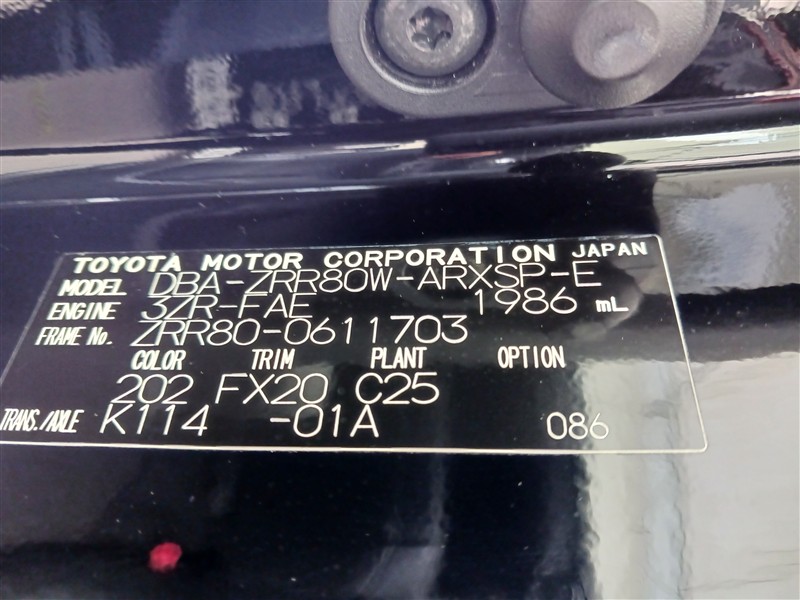 TOYOTA MOTOR CORPORATION JAPAN
MODEL DBA-ZRR80W-ARXSP-E
ENGINE 3ZR-FAE 1986 mL
FRAME No. ZRR80-0611703
COLOR TRIM PLANT OPTION
202 FX20 C25
TRANS./AXLE K114 -01A 086